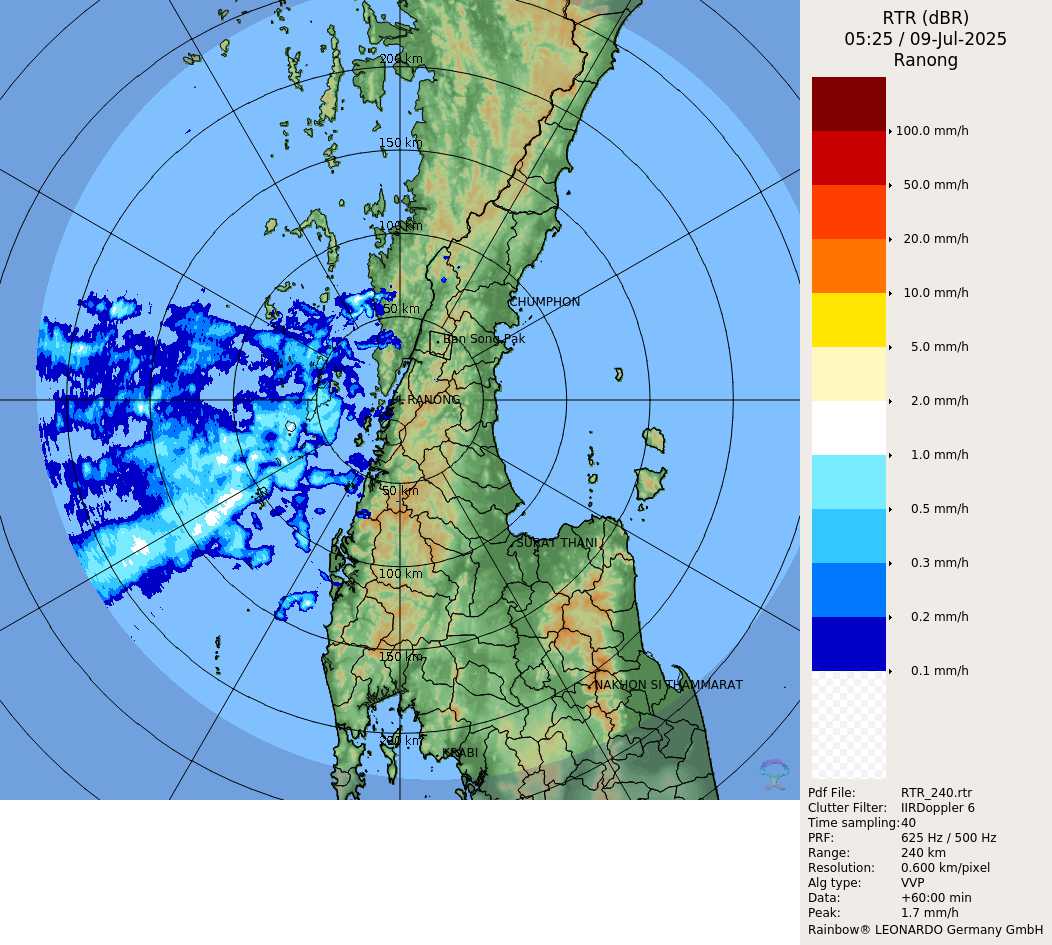 RTR (dBR)
05:25 / 09-Jul-2025
Ranong
100.0 mm/h
50.0 mm/h
20.0 mm/h
10.0 mm/h
5.0 mm/h
2.0 mm/h
1.0 mm/h
0.5 mm/h
0.3 mm/h
0.2 mm/h
0.1 mm/h
200 km
150 km
100 km
50 km
CHUMPHON
Ban Song Pak
RANONG
50 km
SURAT THANI
100 km
150 km
NAKHON SI THAMMARAT
200 km
KRABI
Pdf File: RTR_240.rtr
Clutter Filter: IIRDoppler 6
Time sampling: 40
PRF: 625 Hz / 500 Hz
Range: 240 km
Resolution: 0.600 km/pixel
Alg type: VVP
Data: +60:00 min
Peak: 1.7 mm/h
Rainbow® LEONARDO Germany GmbH